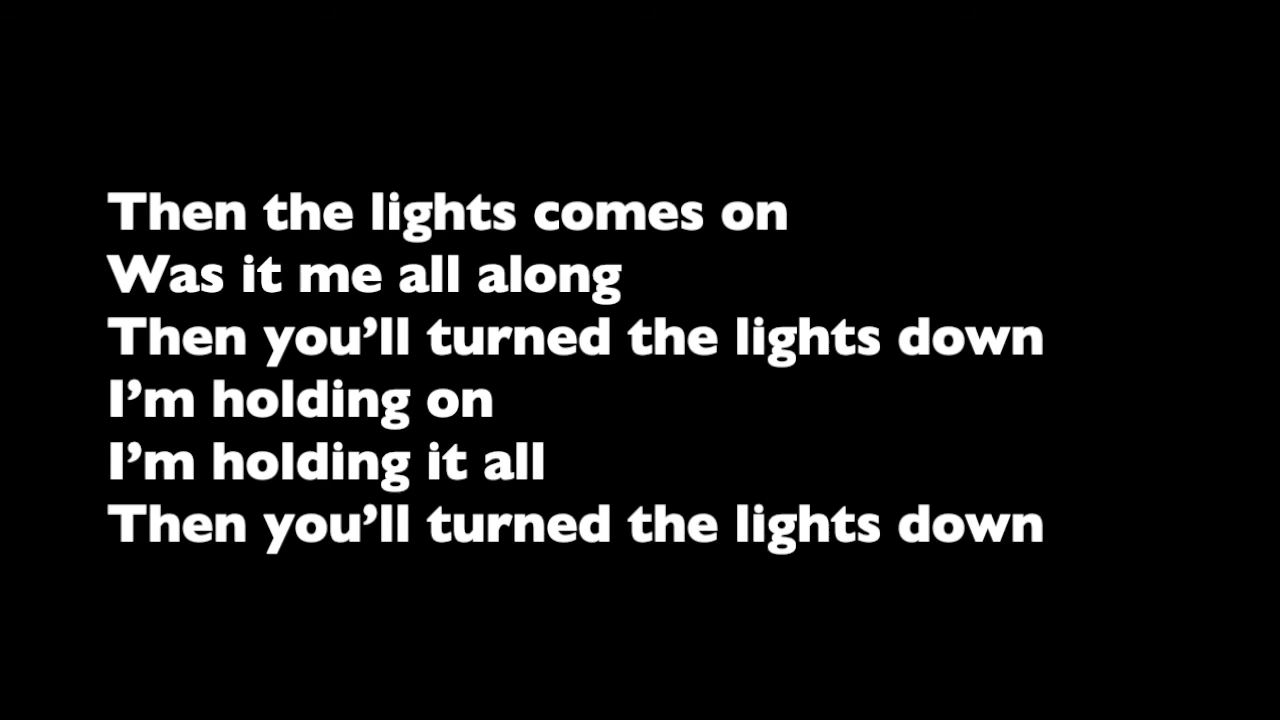 Then the lights comes on
Was it me all along
Then you’ll turned the lights down
I’m holding on
I’m holding it all
Then you’ll turned the lights down